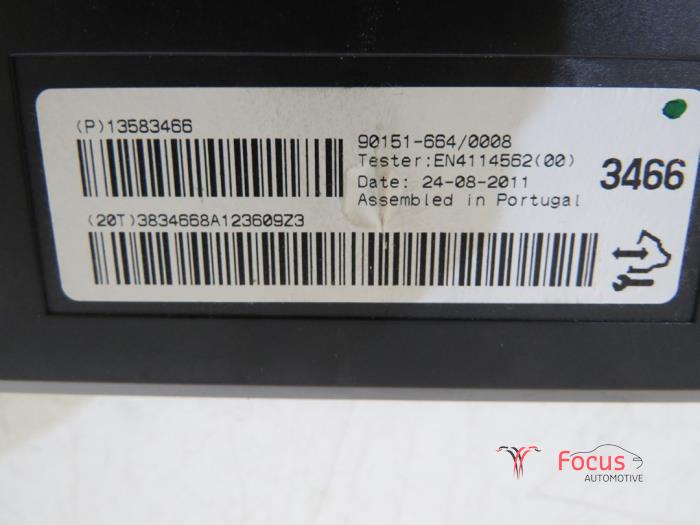 (P)13583466
90151-664/0008
Tester:EN4114562(00)
Date: 24-08-2011
Assembled in Portugal
3466
(20T)3834668A123609Z3
Focus
AUTOMOTIVE